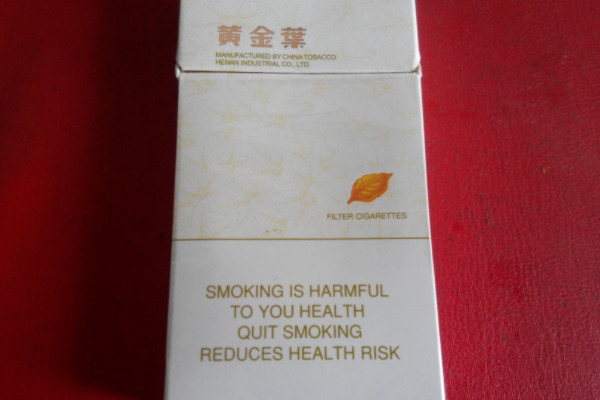 黄金葉
MANUFACTURED BY CHINA TOBACCO
HENAN INDUSTRIAL CO., LTD.
FILTER CIGARETTES
SMOKING IS HARMFUL
TO YOU HEALTH
QUIT SMOKING
REDUCES HEALTH RISK